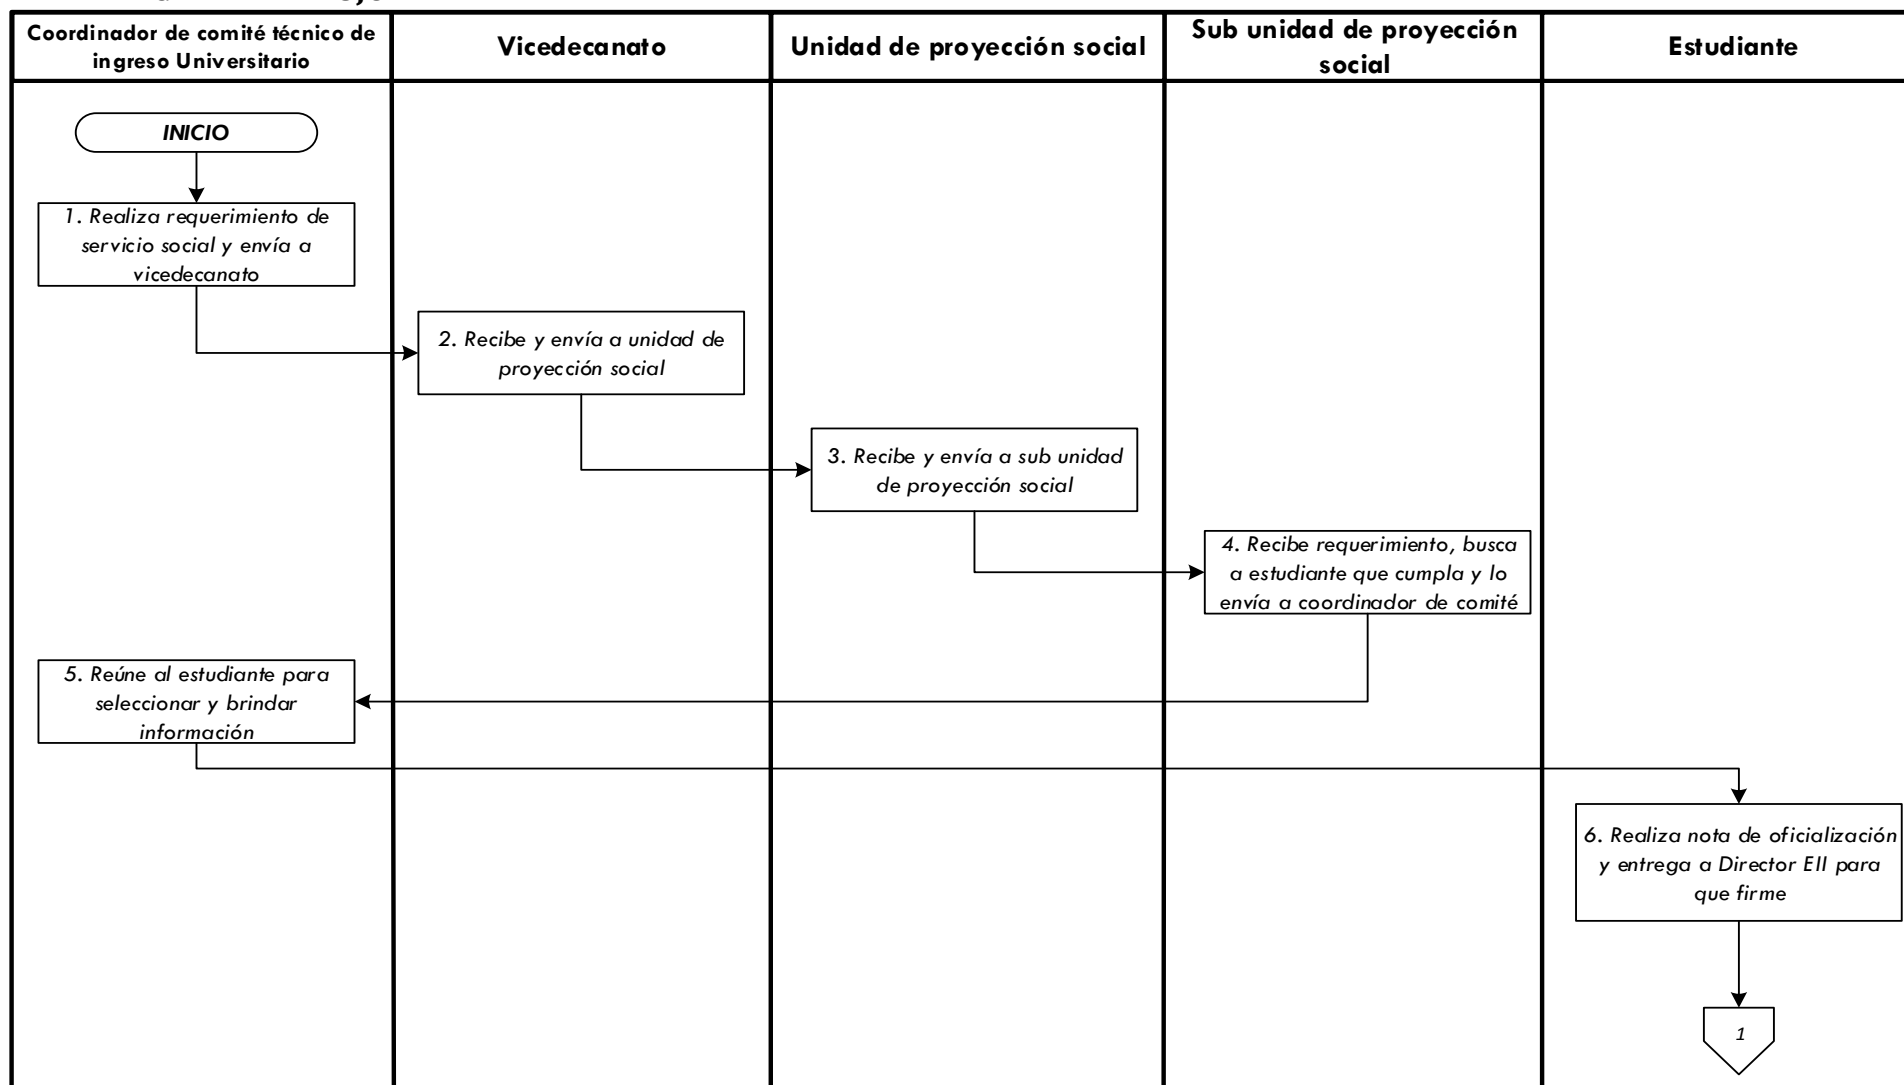 Coordinador de comité técnico de
ingreso Universitario
Vicedecanato
Unidad de proyección social
Sub unidad de proyección
social
Estudiante
INICIO
1. Realiza requerimiento de
servicio social y envía a
vicedecanato
2. Recibe y envía a unidad de
proyección social
3. Recibe y envía a sub unidad
de proyección social
4. Recibe requerimiento, busca
a estudiante que cumpla y lo
envía a coordinador de comité
5. Reúne al estudiante para
seleccionar y brindar
información
6. Realiza nota de oficialización
y entrega a Director EII para
que firme
1